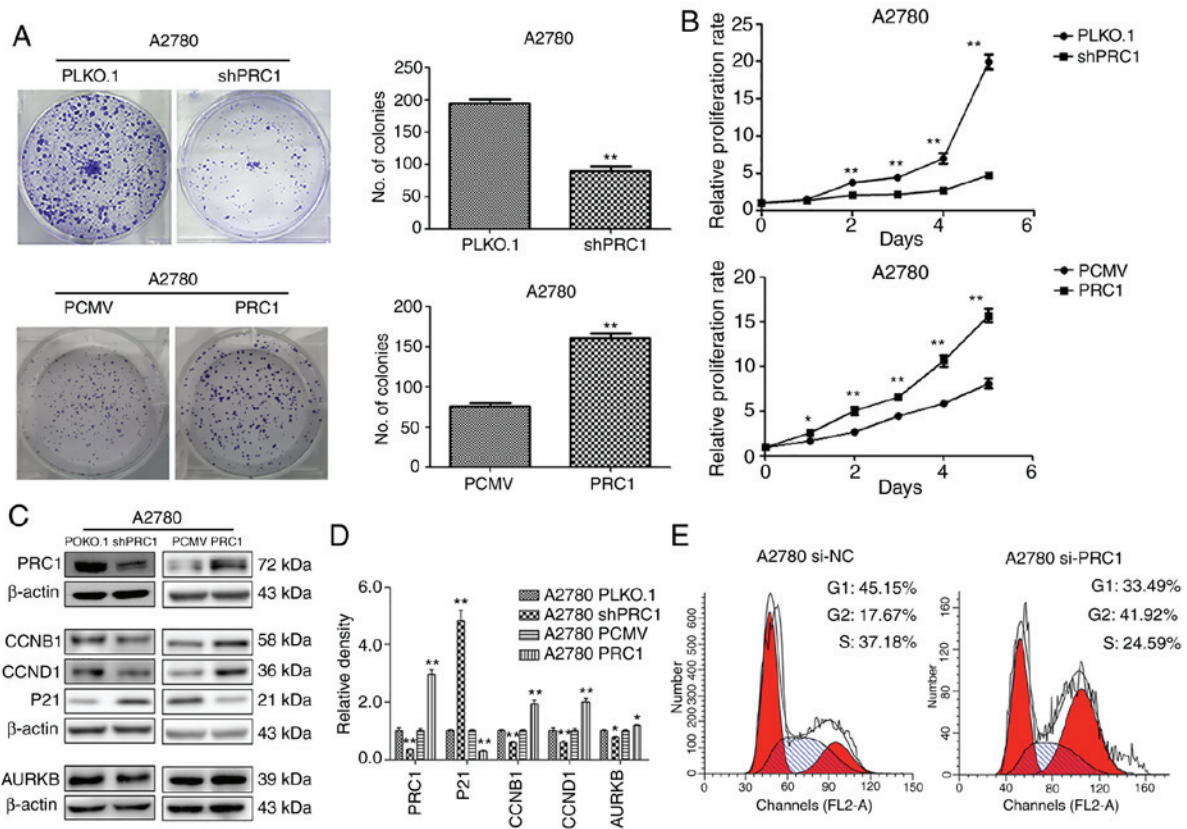 A
A2780
PLKO.1 shPRC1
A2780
No. of colonies
250
200
150
100
50
0
PLKO.1 shPRC1
A2780
PCMV PRC1
A2780
No. of colonies
200
150
100
50
0
**
**
PCMV PRC1
B
A2780
PLKO.1
shPRC1
Relative proliferation rate
25
20
15
10
5
0
** ** ** **
0 2 4 6
Days
A2780
PCMV
PRC1
Relative proliferation rate
20
15
10
5
0
* ** ** ** **
0 2 4 6
Days
C
A2780
POKO.1 shPRC1 PCMV PRC1
PRC1 72 kDa
β-actin 43 kDa
CCNB1 58 kDa
CCND1 36 kDa
P21 21 kDa
β-actin 43 kDa
AURKB 39 kDa
β-actin 43 kDa
D
A2780 PLKO.1
A2780 shPRC1
A2780 PCMV
A2780 PRC1
Relative density
6.0
4.0
2.0
0.0
** ** ** ** ** ** ** ** * *
PRC1 P21 CCNB1 CCND1 AURKB
E
A2780 si-NC
G1: 45.15%
G2: 17.67%
S: 37.18%
Number
0 100 200 300 400 500 600
0 30 60 90 120 150
Channels (FL2-A)
A2780 si-PRC1
G1: 33.49%
G2: 41.92%
S: 24.59%
Number
0 40 80 130 170
0 40 80 120 160 200
Channels (FL2-A)